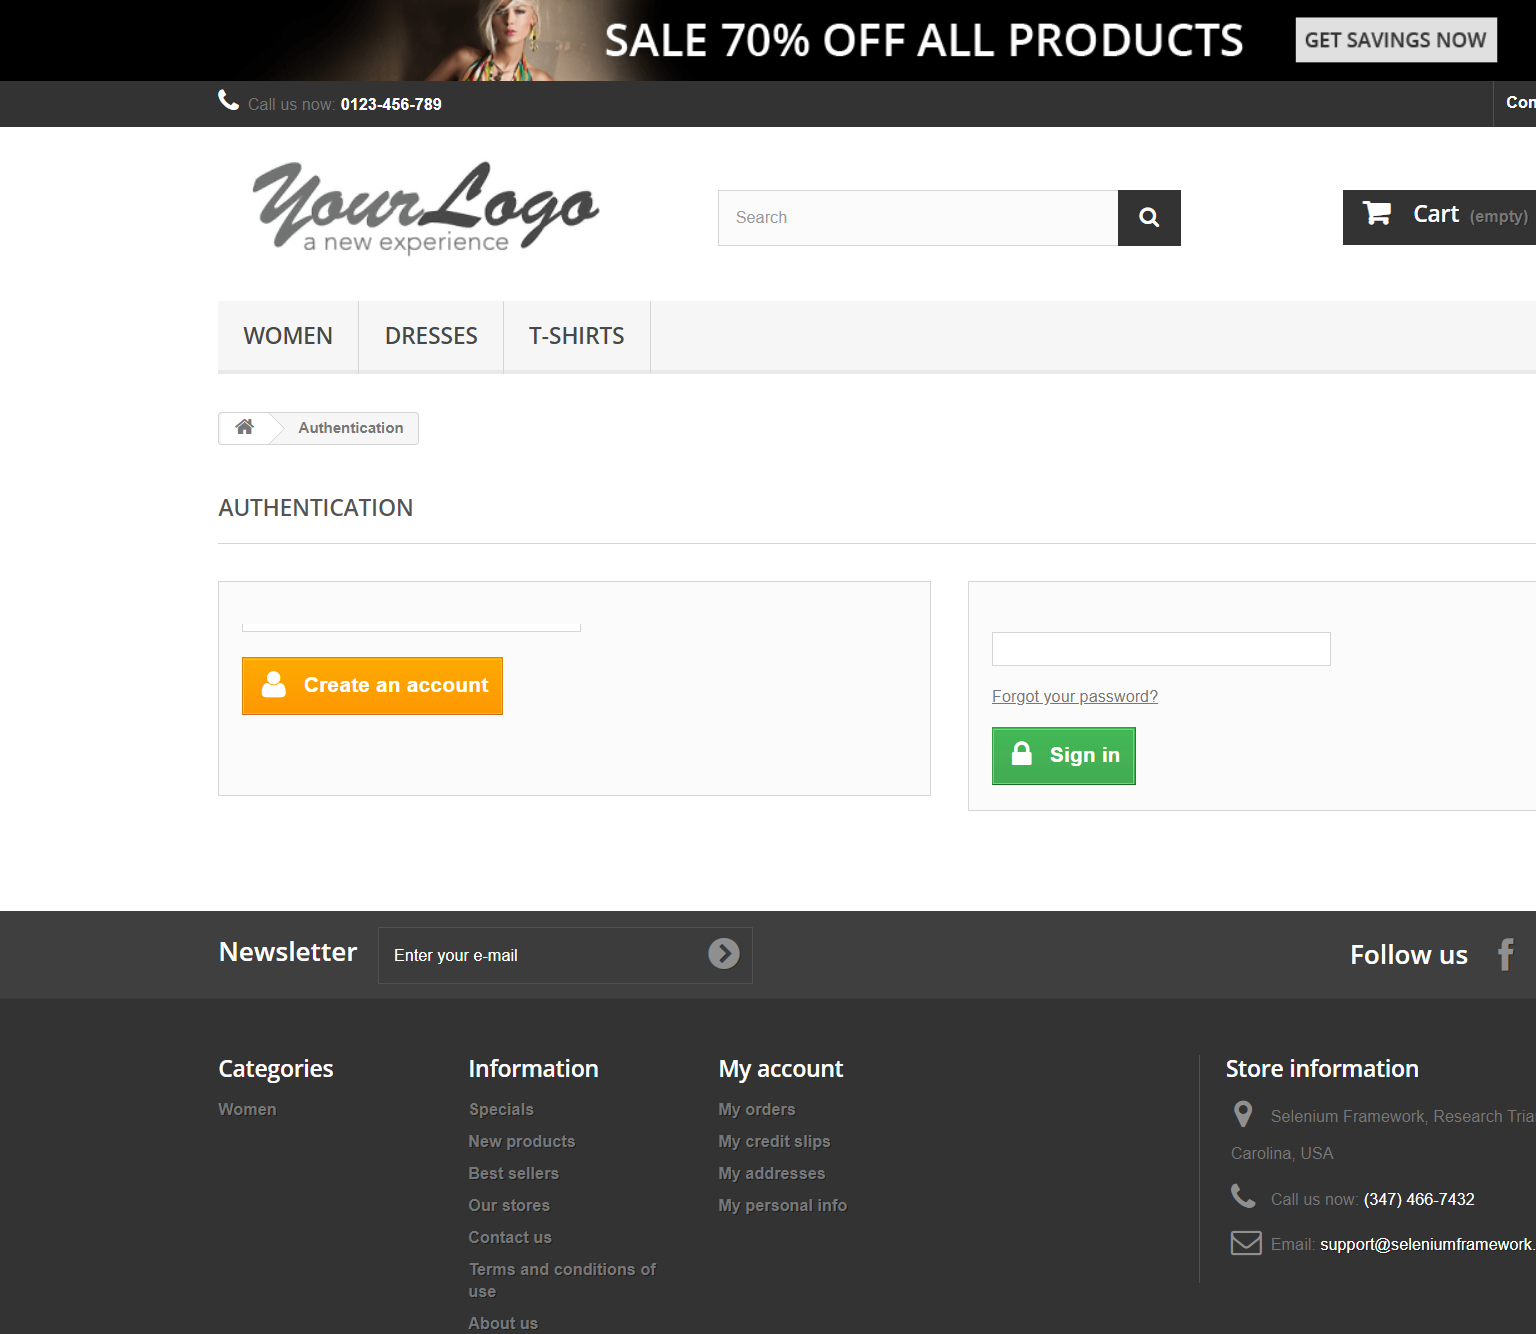 SALE 70% OFF ALL PRODUCTS
GET SAVINGS NOW
Call us now: 0123-456-789
Con
YourLogo
a new experience
Search
Cart (empty)
WOMEN
DRESSES
T-SHIRTS
Authentication
AUTHENTICATION
Create an account
Forgot your password?
Sign in
Newsletter
Enter your e-mail
Follow us
Categories
Women
Information
Specials
New products
Best sellers
Our stores
Contact us
Terms and conditions of
use
About us
My account
My orders
My credit slips
My addresses
My personal info
Store information
Selenium Framework, Research Tria
Carolina, USA
Call us now: (347) 466-7432
Email: support@seleniumframework.